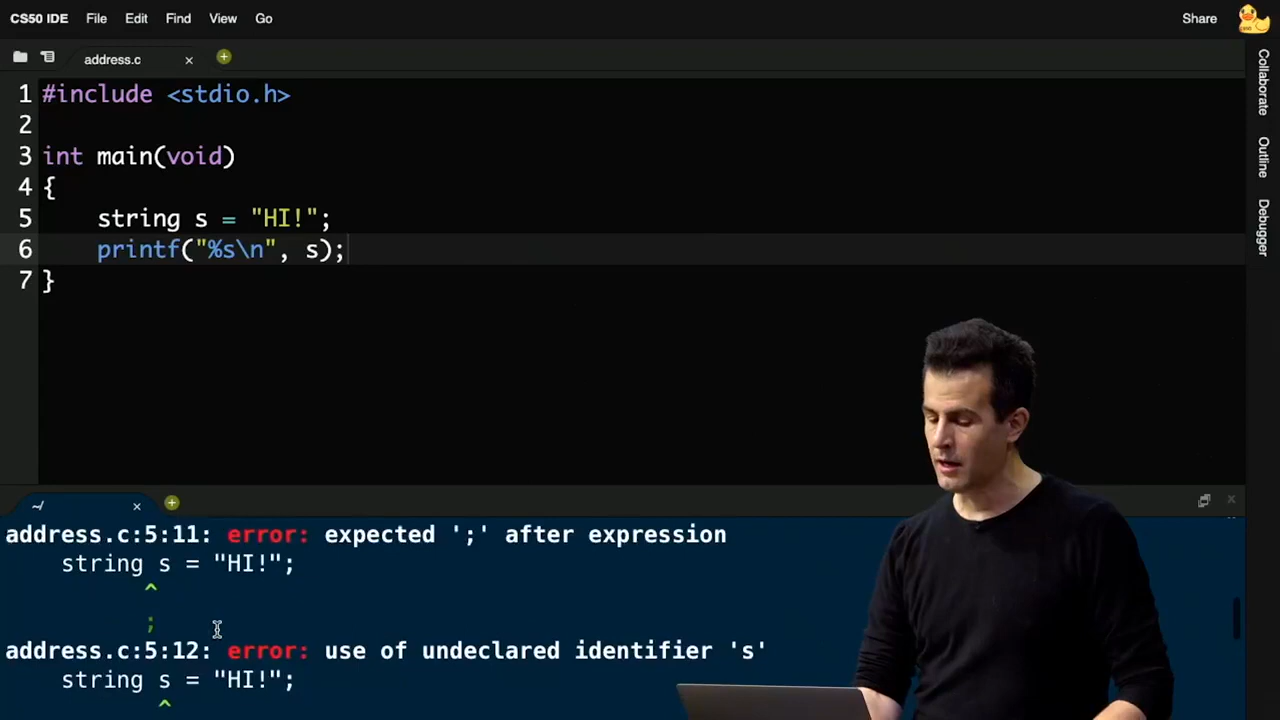 CS50 IDE File Edit Find View Go Share
address.c
1 #include <stdio.h>
2
3 int main(void)
4 {
5     string s = "HI!";
6     printf("%s\n", s);
7 }
Collaborate
Outline
Debugger
address.c:5:11: error: expected ';' after expression
    string s = "HI!";
          ^
          ;
address.c:5:12: error: use of undeclared identifier 's'
    string s = "HI!";
           ^